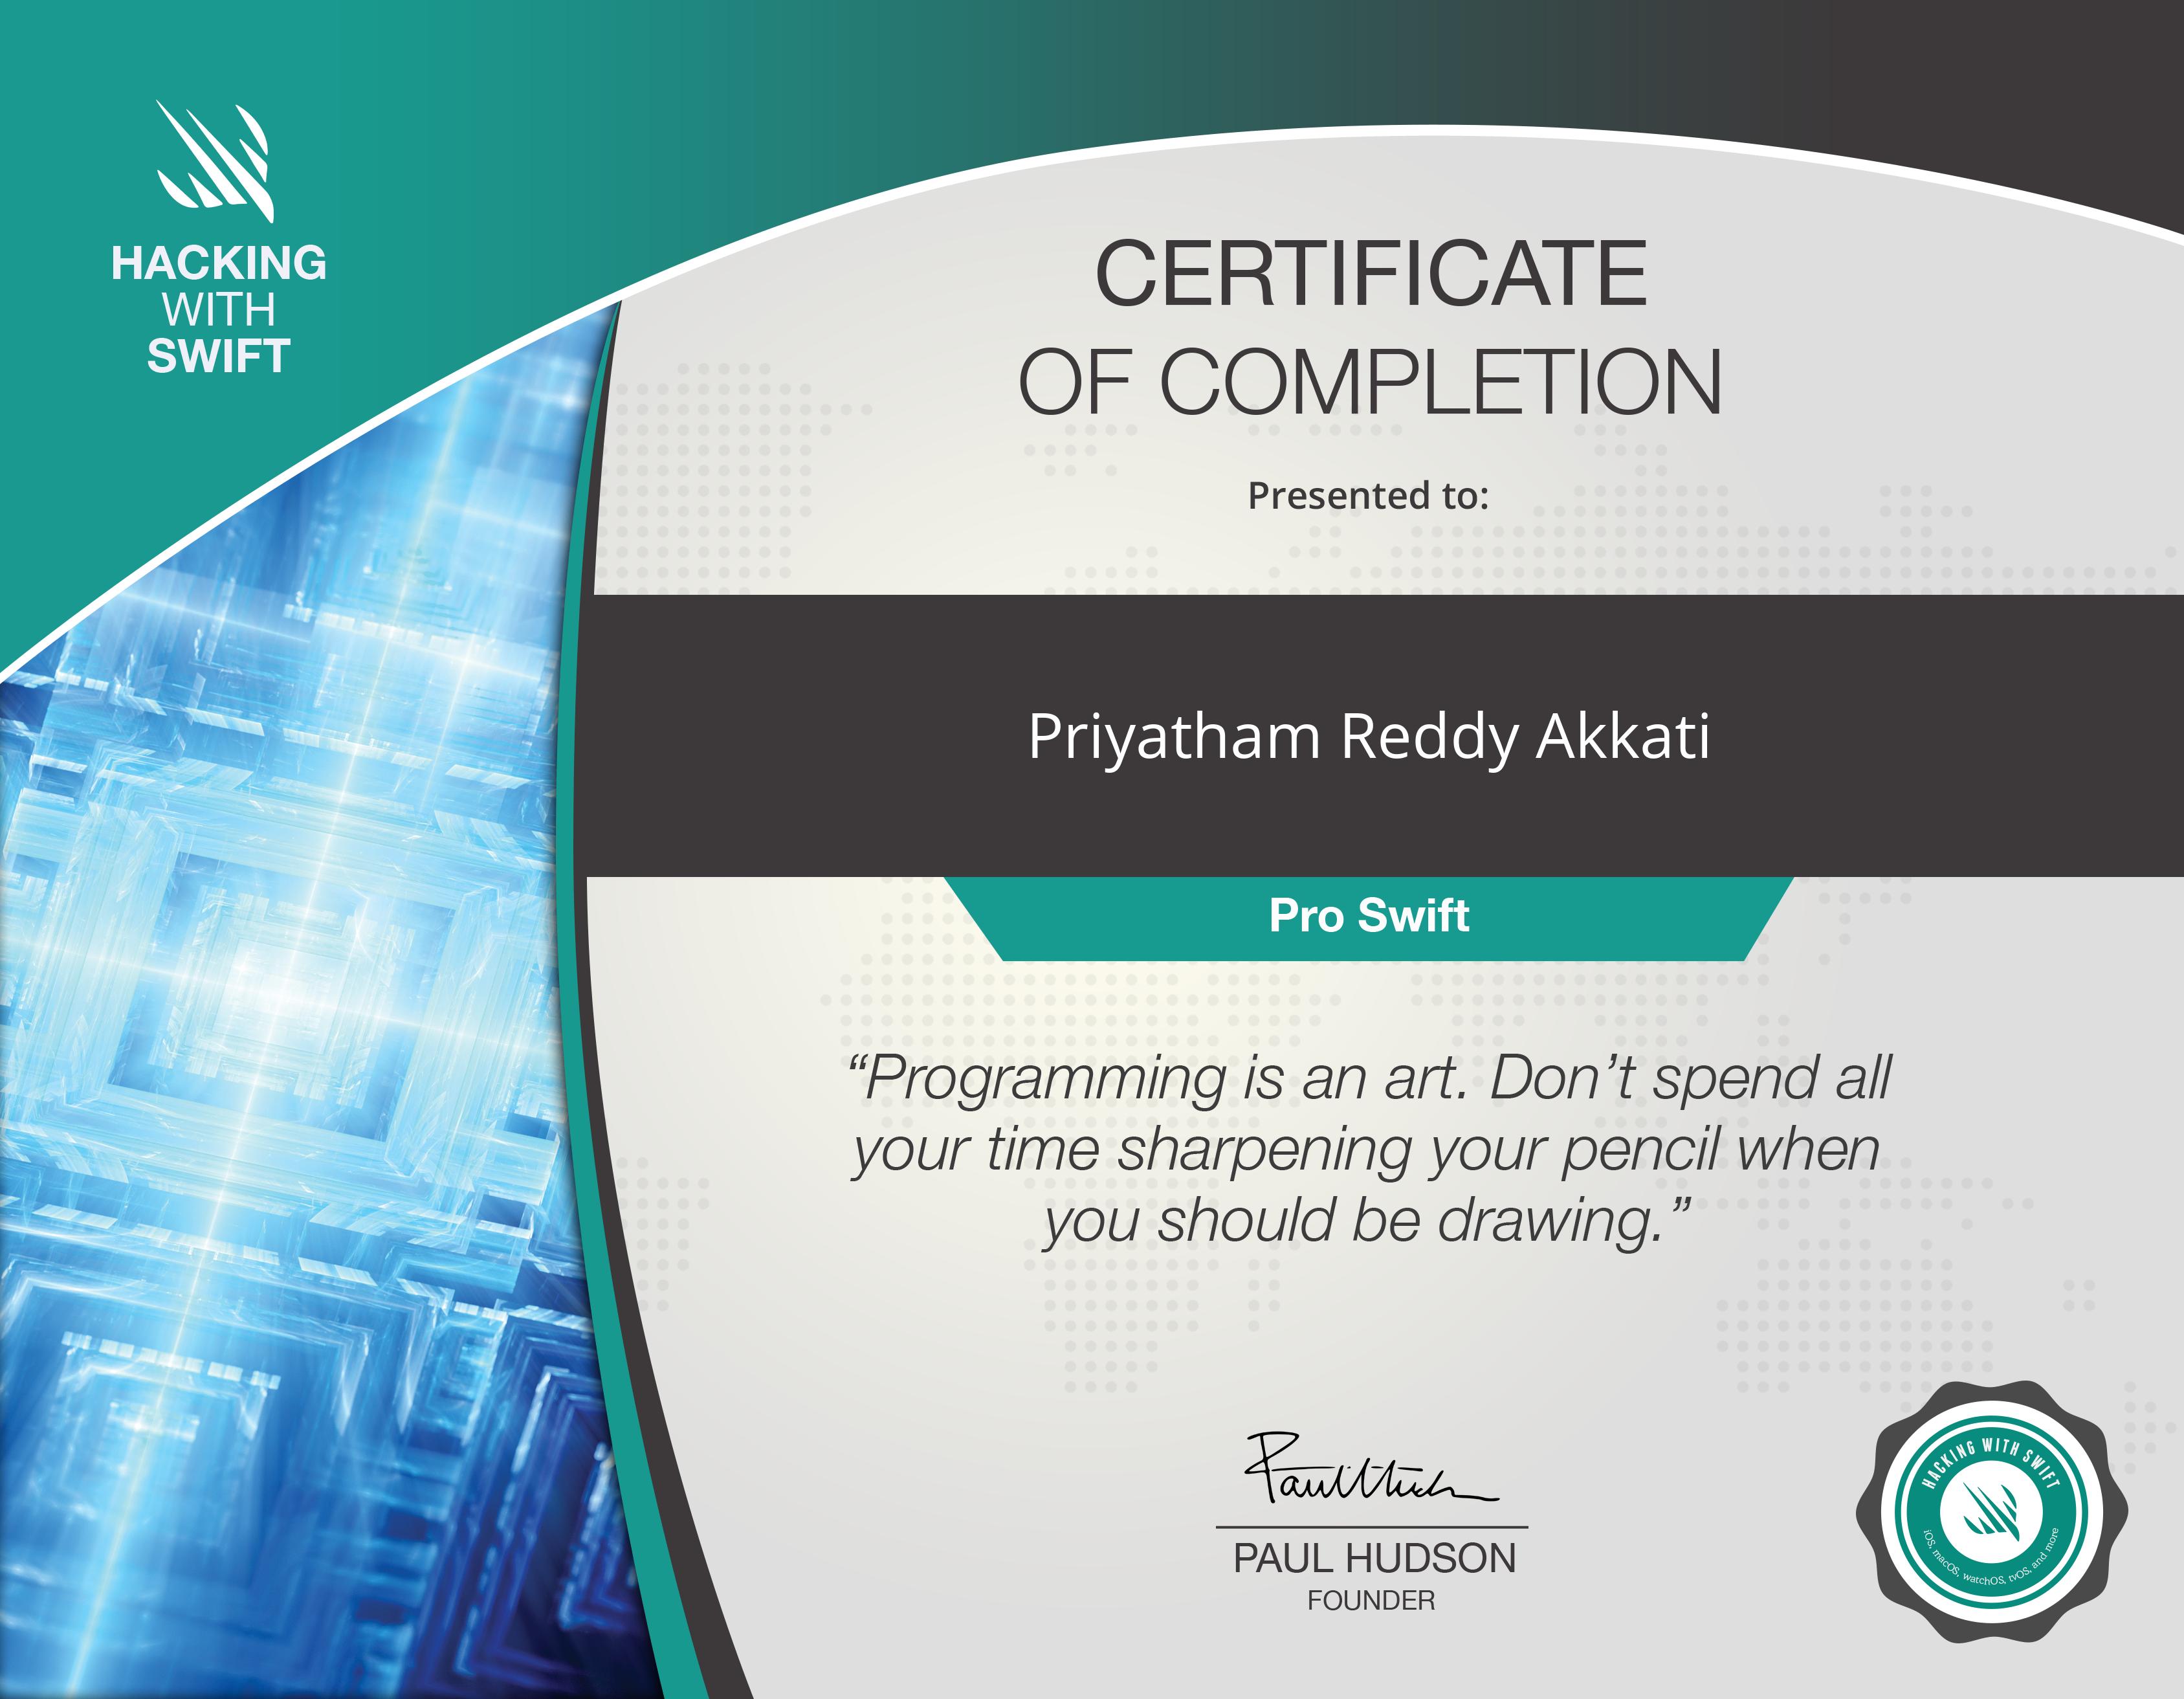 HACKING
WITH
SWIFT
CERTIFICATE
OF COMPLETION
Presented to:
Priyatham Reddy Akkati
Pro Swift
“Programming is an art. Don’t spend all
your time sharpening your pencil when
you should be drawing.”
Paul Hudson
PAUL HUDSON
FOUNDER
HACKING WITH SWIFT
iOS, macOS, watchOS, tvOS, and more